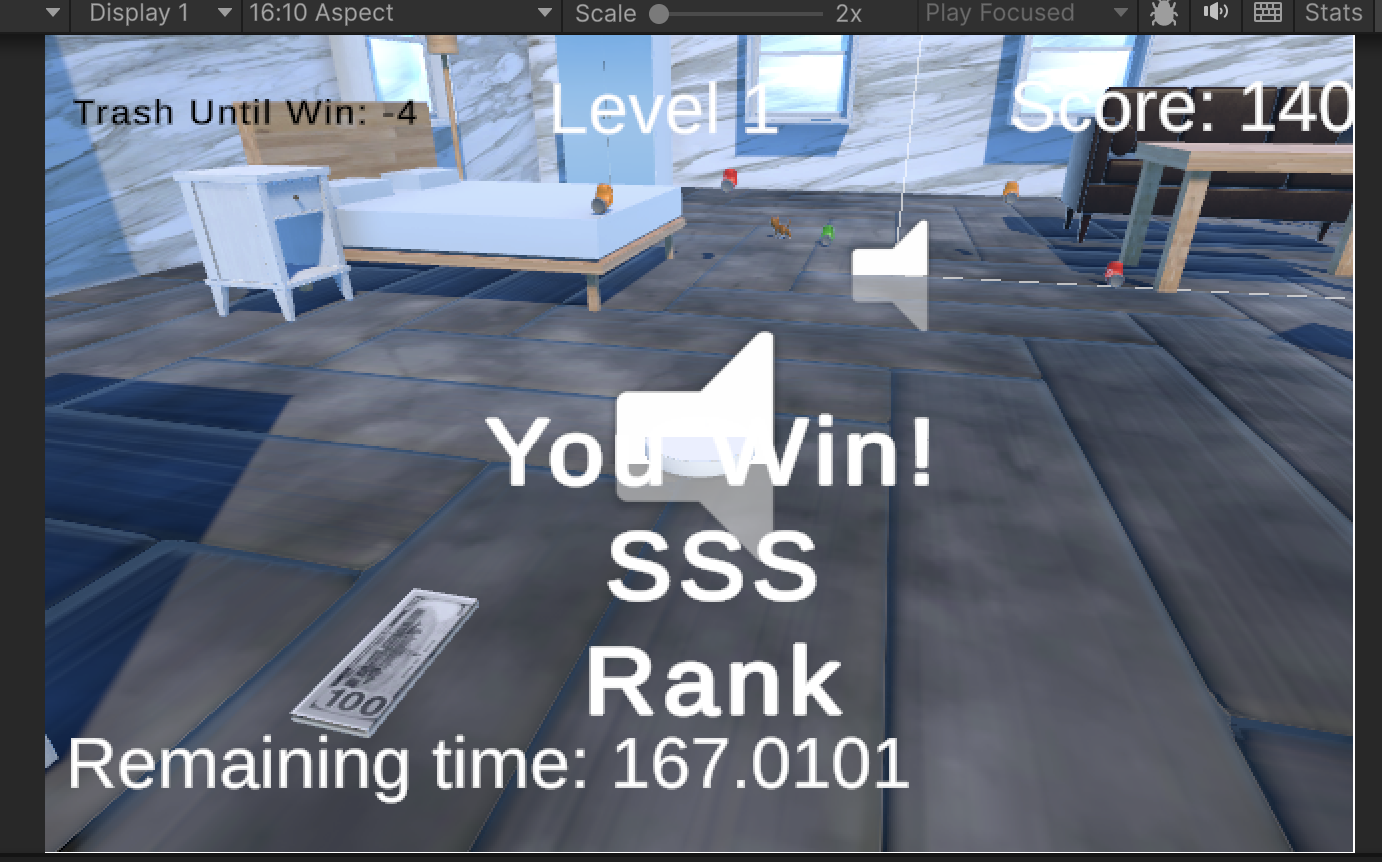 Display 1 16:10 Aspect Scale 2x Play Focused Stats
Trash Until Win: -4
Level 1
Score: 140
You Win!
SSS
Rank
100
Remaining time: 167.0101